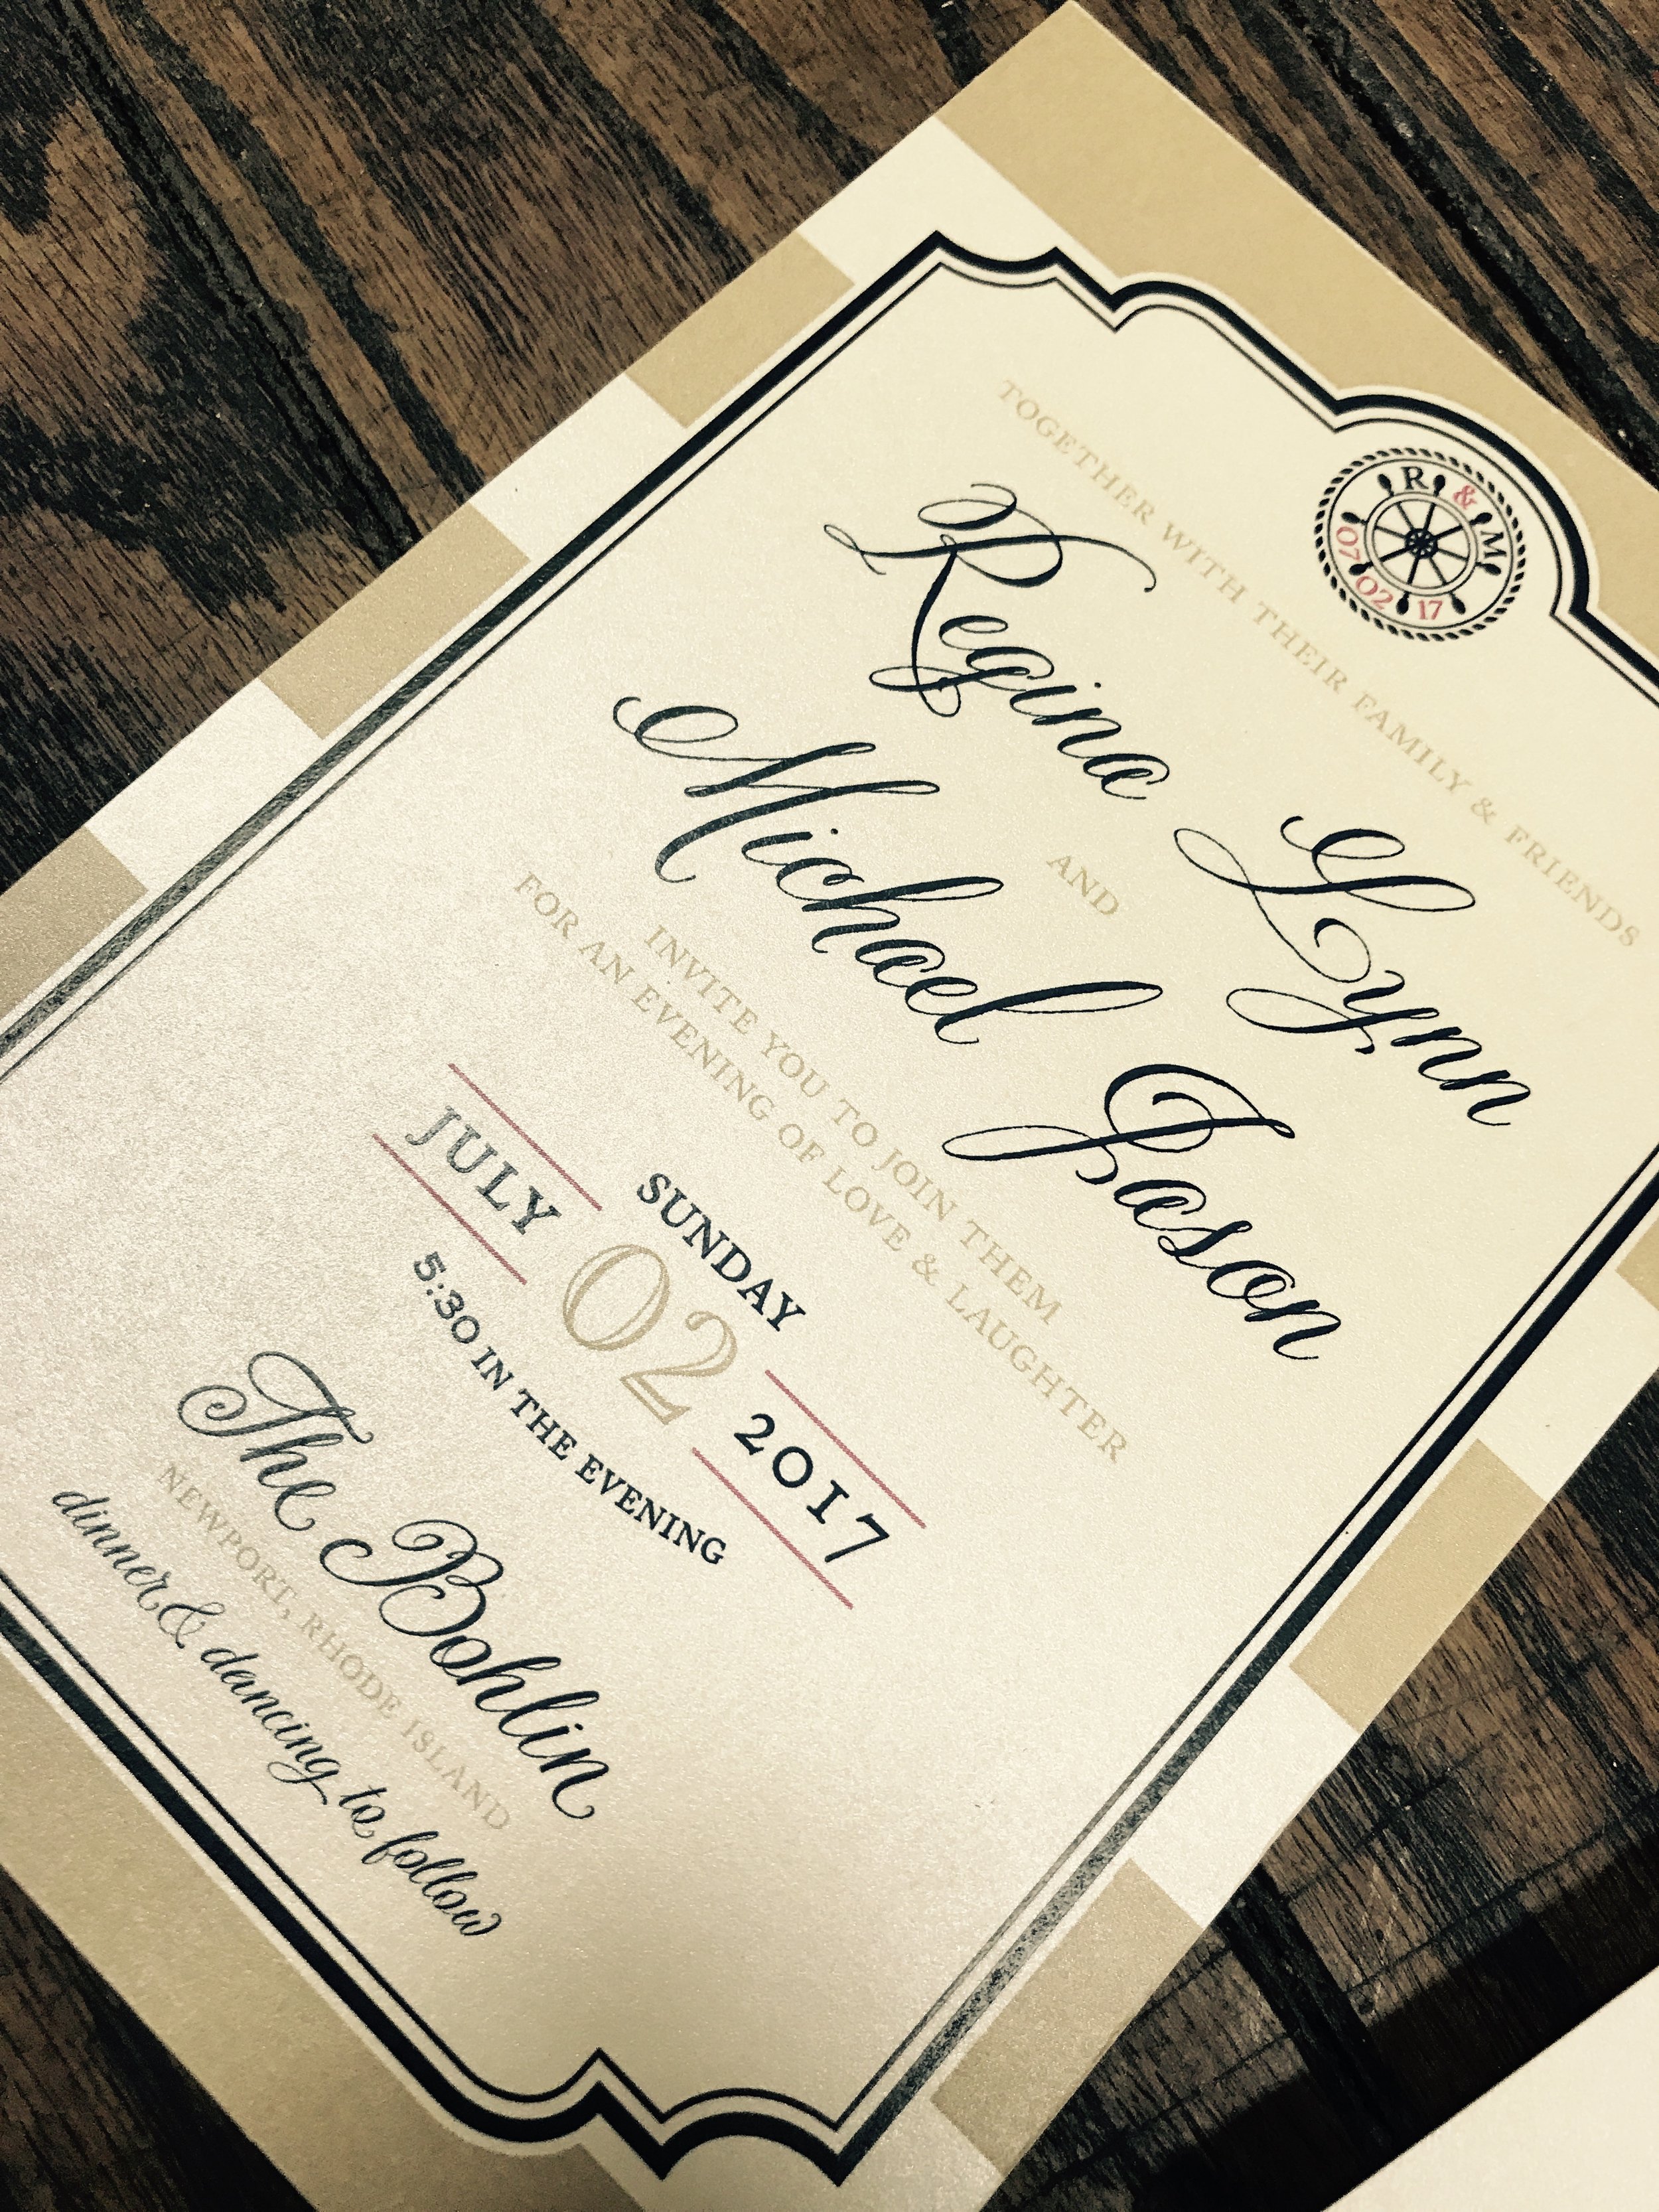 R & M
07 02 17
TOGETHER WITH THEIR FAMILY & FRIENDS
Regina Lynn
AND
Michael Jason
INVITE YOU TO JOIN THEM
FOR AN EVENING OF LOVE & LAUGHTER
SUNDAY
JULY 02 2017
5:30 IN THE EVENING
The Bohlin
NEWPORT, RHODE ISLAND
dinner & dancing to follow